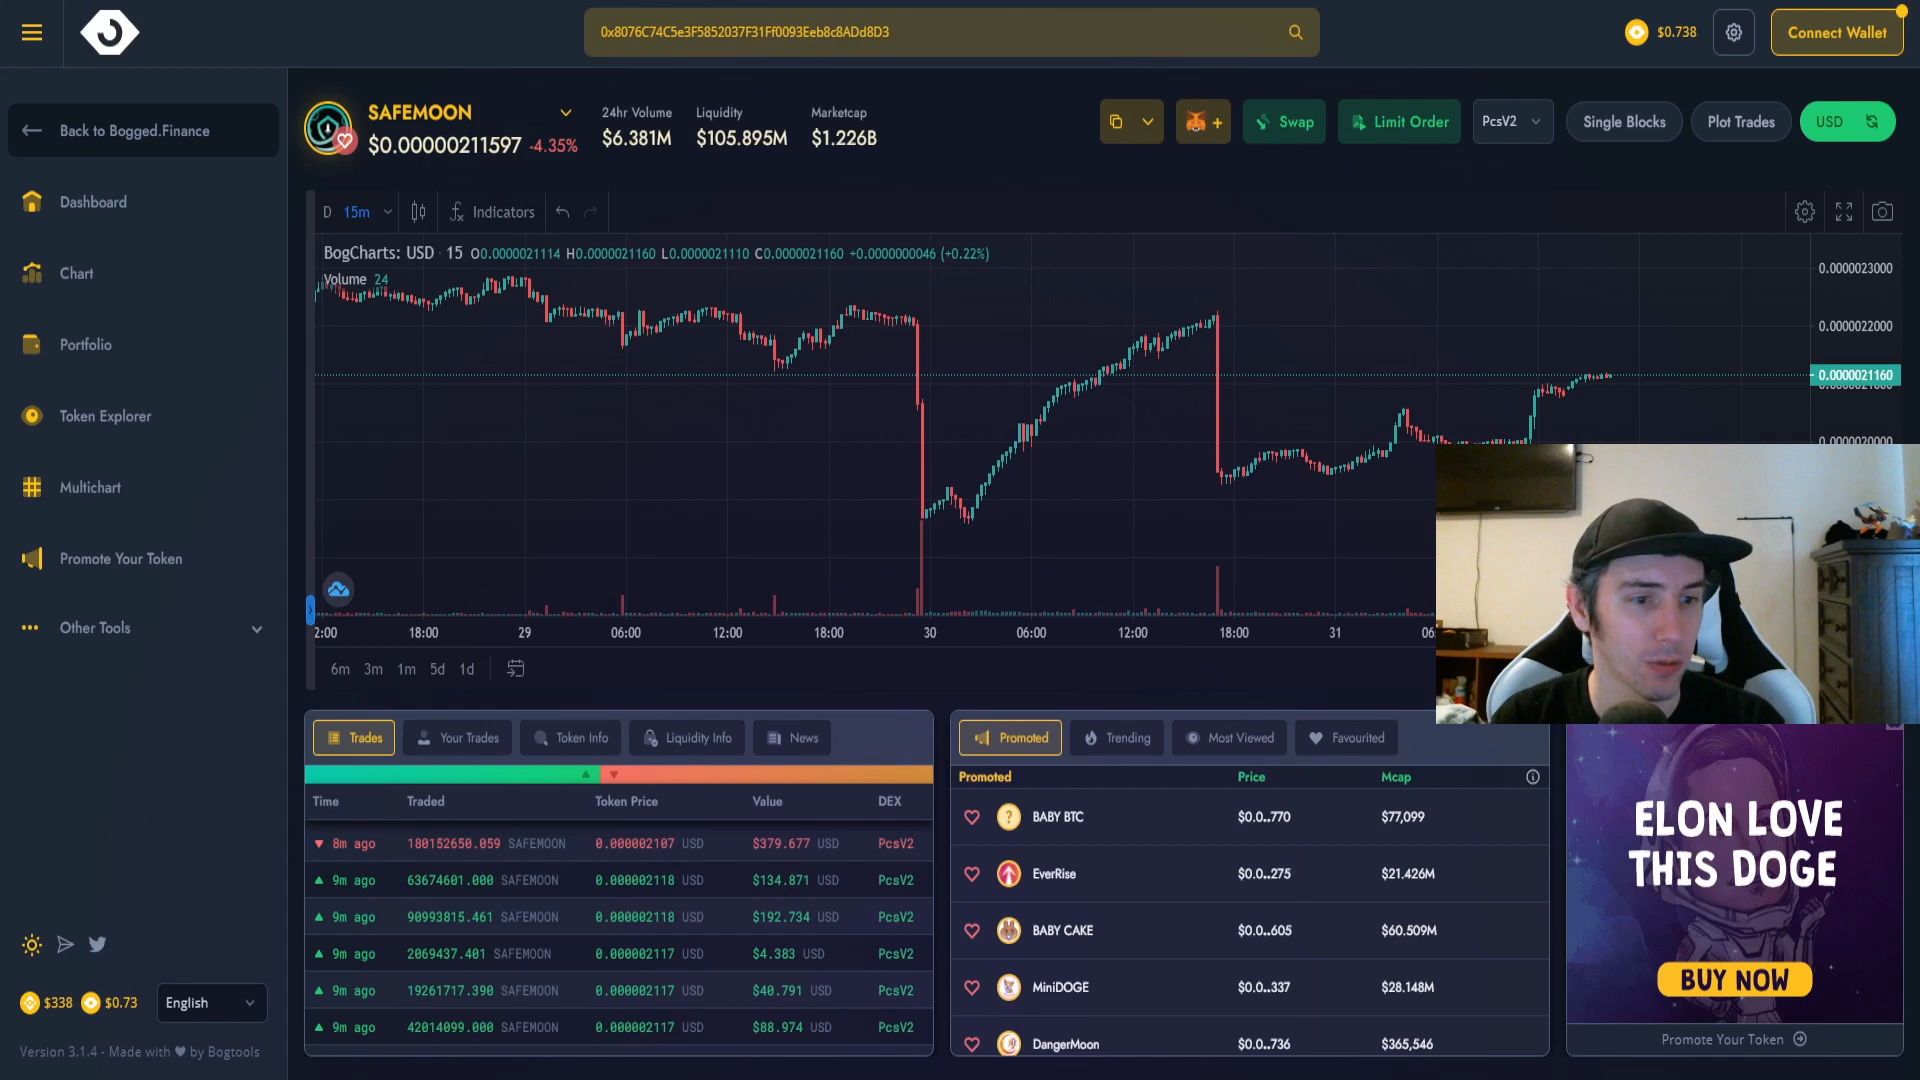 0x8076C74C5e3F5852037F31Ff0093Eeb8c8ADd8D3
$0.738
Connect Wallet
Back to Bogged.Finance
Dashboard
Chart
Portfolio
Token Explorer
Multichart
Promote Your Token
Other Tools
$338
$0.73
English
Version 3.1.4 - Made with ♥ by Bogtools
SAFEMOON
$0.00000211597 -4.35%
24hr Volume
$6.381M
Liquidity
$105.895M
Marketcap
$1.226B
Swap
Limit Order
PcsV2
Single Blocks
Plot Trades
USD
D 15m Indicators
BogCharts: USD · 15 O0.0000021114 H0.0000021160 L0.0000021110 C0.0000021160 +0.0000000046 (+0.22%)
Volume 24
0.0000023000
0.0000022000
0.0000021160
0.0000020000
2:00 18:00 29 06:00 12:00 18:00 30 06:00 12:00 18:00 31
6m 3m 1m 5d 1d
Trades Your Trades Token Info Liquidity Info News
Time Traded Token Price Value DEX
8m ago 180152650.059 SAFEMOON 0.000002107 USD $379.677 USD PcsV2
9m ago 63674601.000 SAFEMOON 0.000002118 USD $134.871 USD PcsV2
9m ago 90993815.461 SAFEMOON 0.000002118 USD $192.734 USD PcsV2
9m ago 2069437.401 SAFEMOON 0.000002117 USD $4.383 USD PcsV2
9m ago 19261717.390 SAFEMOON 0.000002117 USD $40.791 USD PcsV2
9m ago 42014099.000 SAFEMOON 0.000002117 USD $88.974 USD PcsV2
Promoted Trending Most Viewed Favourited
Promoted Price Mcap
BABY BTC $0.0..770 $77,099
EverRise $0.0..275 $21.426M
BABY CAKE $0.0..605 $60.509M
MiniDOGE $0.0..337 $28.148M
DangerMoon $0.0..736 $365,546
ELON LOVE
THIS DOGE
BUY NOW
Promote Your Token